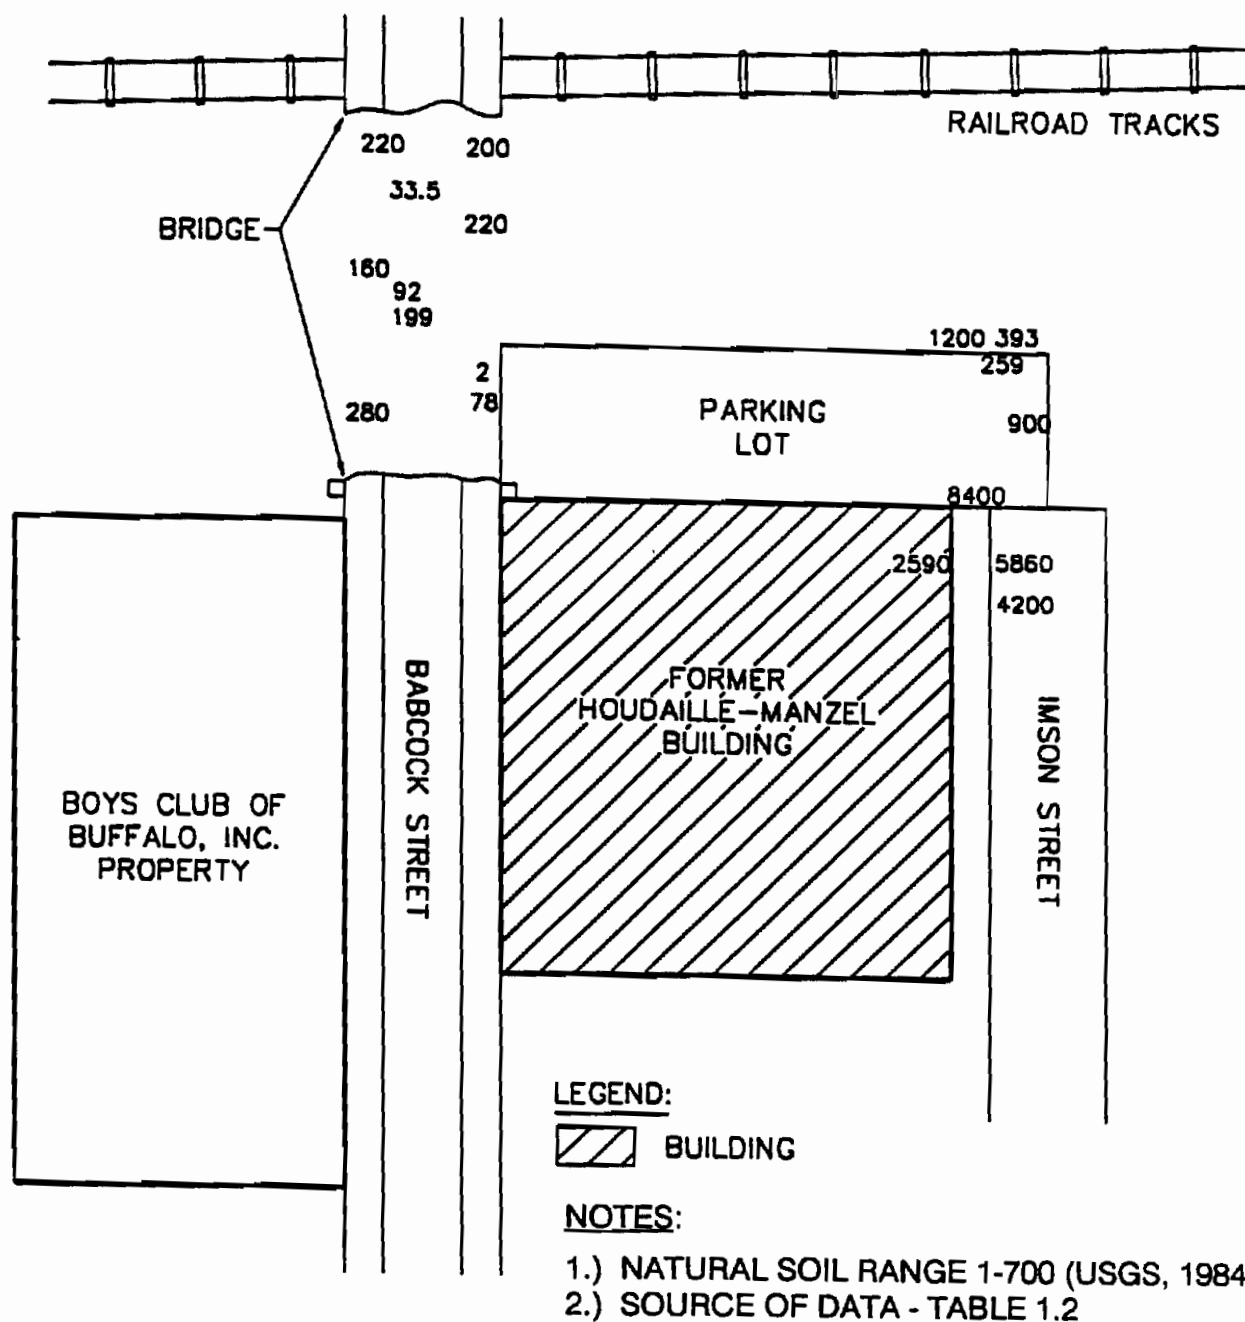 RAILROAD TRACKS
220 200
33.5
220
BRIDGE
160
92
199
1200 393
259
2
78
280
PARKING
LOT
900
8400
2590 5860
4200
FORMER
HOUDAILLE-MANZEL
BUILDING
BABCOCK STREET
IMSON STREET
BOYS CLUB OF
BUFFALO, INC.
PROPERTY
LEGEND:
BUILDING
NOTES:
1.) NATURAL SOIL RANGE 1-700 (USGS, 1984
2.) SOURCE OF DATA - TABLE 1.2